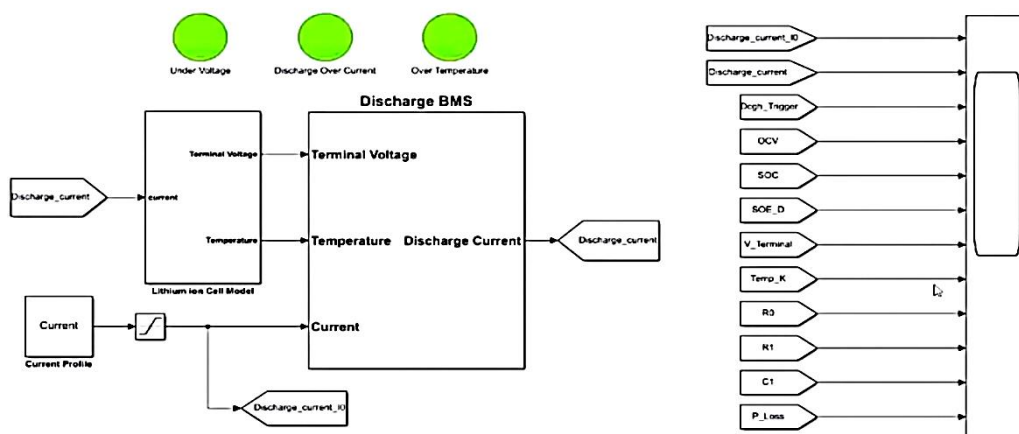 Under Voltage
Discharge Over Current
Over Temperature
Discharge BMS
Terminal Voltage
Terminal Voltage
Discharge_current
current
Temperature
Temperature
Discharge Current
Discharge_current
Lithium ion Cell Model
Current
Current
Current Profile
Discharge_current_I0
Discharge_current_I0
Discharge_current
Dcgh_Trigger
OCV
SOC
SOE_D
V_Terminal
Temp_K
R0
R1
C1
P_Loss